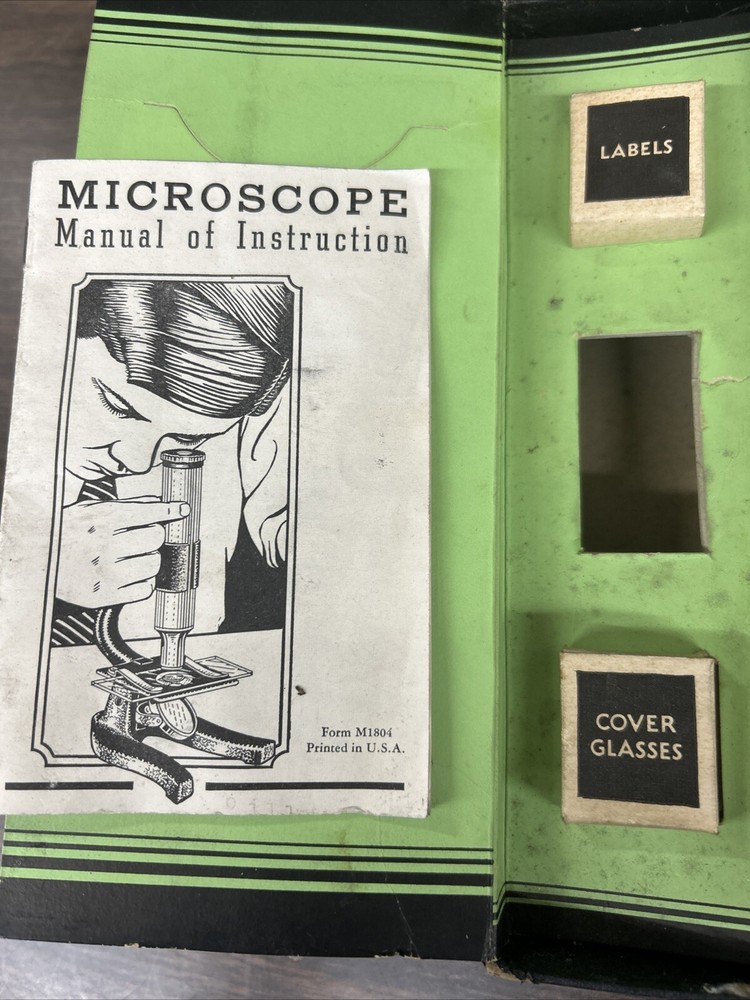 MICROSCOPE
Manual of Instruction
Form M1804
Printed in U.S.A.
LABELS
COVER
GLASSES